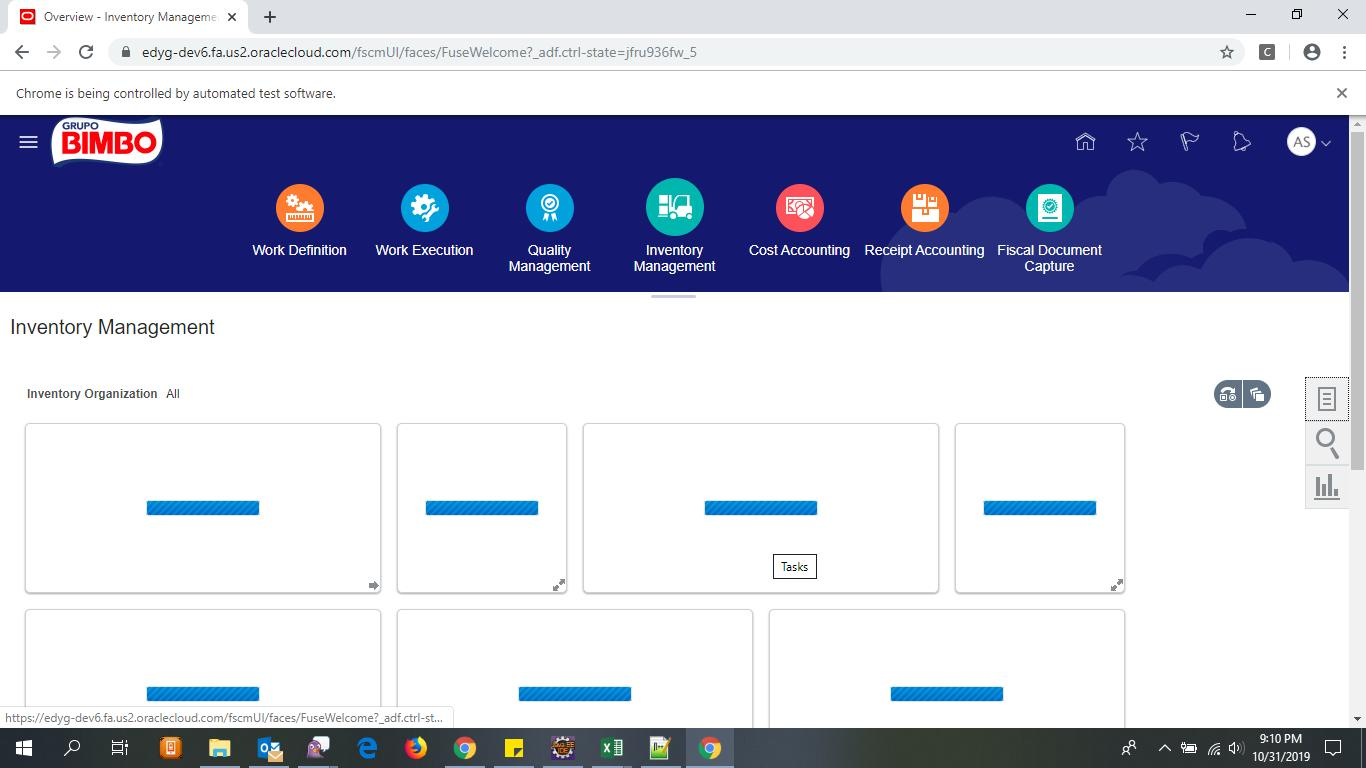 Overview - Inventory Manageme
edyg-dev6.fa.us2.oraclecloud.com/fscmUI/faces/FuseWelcome?_adf.ctrl-state=jfru936fw_5
C
Chrome is being controlled by automated test software.
GRUPO
BIMBO
AS
Work Definition
Work Execution
Quality
Management
Inventory
Management
Cost Accounting
Receipt Accounting
Fiscal Document
Capture
Inventory Management
Inventory Organization All
Tasks
https://edyg-dev6.fa.us2.oraclecloud.com/fscmUI/faces/FuseWelcome?_adf.ctrl-st...
9:10 PM
10/31/2019